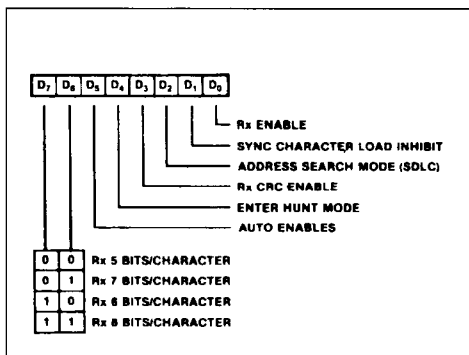 D7 D6 D5 D4 D3 D2 D1 D0
Rx ENABLE
SYNC CHARACTER LOAD INHIBIT
ADDRESS SEARCH MODE (SDLC)
Rx CRC ENABLE
ENTER HUNT MODE
AUTO ENABLES
0 0 Rx 5 BITS/CHARACTER
0 1 Rx 7 BITS/CHARACTER
1 0 Rx 6 BITS/CHARACTER
1 1 Rx 8 BITS/CHARACTER